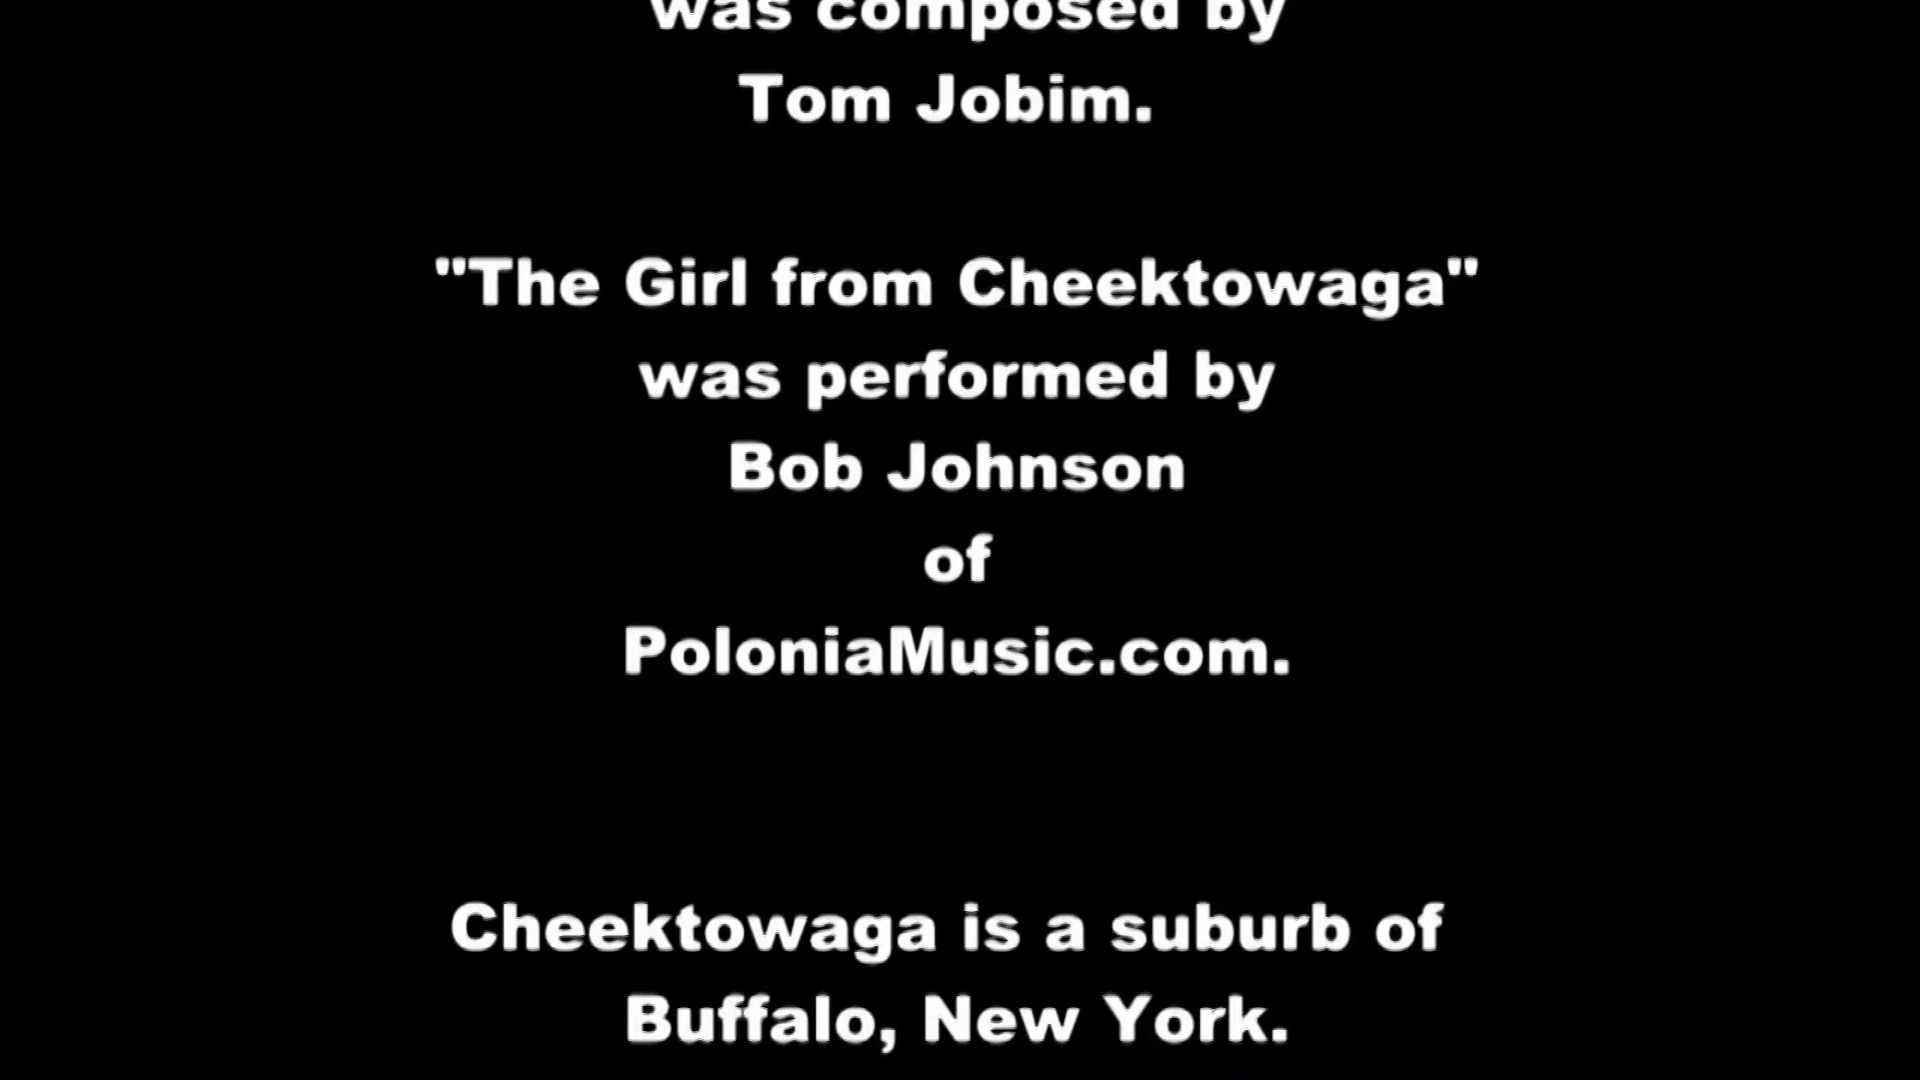 was composed by
Tom Jobim.
"The Girl from Cheektowaga"
was performed by
Bob Johnson
of
PoloniaMusic.com.
Cheektowaga is a suburb of
Buffalo, New York.